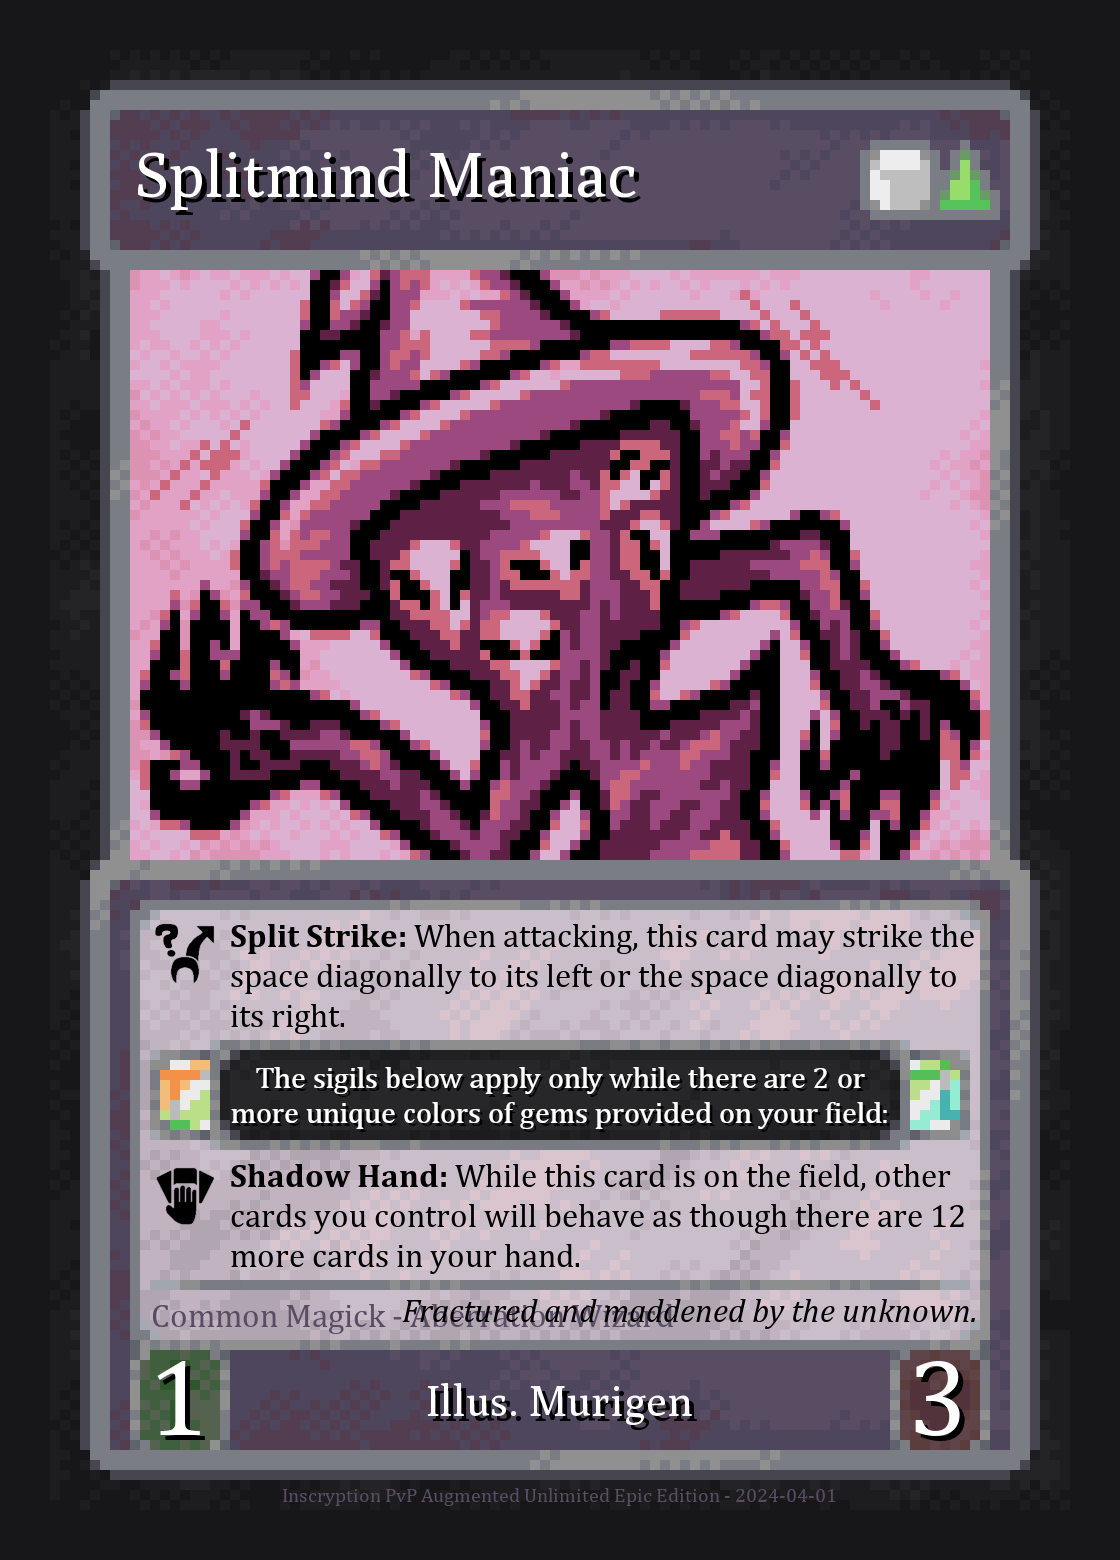 Splitmind Maniac
Split Strike: When attacking, this card may strike the
space diagonally to its left or the space diagonally to
its right.
The sigils below apply only while there are 2 or
more unique colors of gems provided on your field:
Shadow Hand: While this card is on the field, other
cards you control will behave as though there are 12
more cards in your hand.
Common Magick - Aberration Wizard
Fractured and maddened by the unknown.
1
Illus. Murigen
3
Inscryption PvP Augmented Unlimited Epic Edition - 2024-04-01